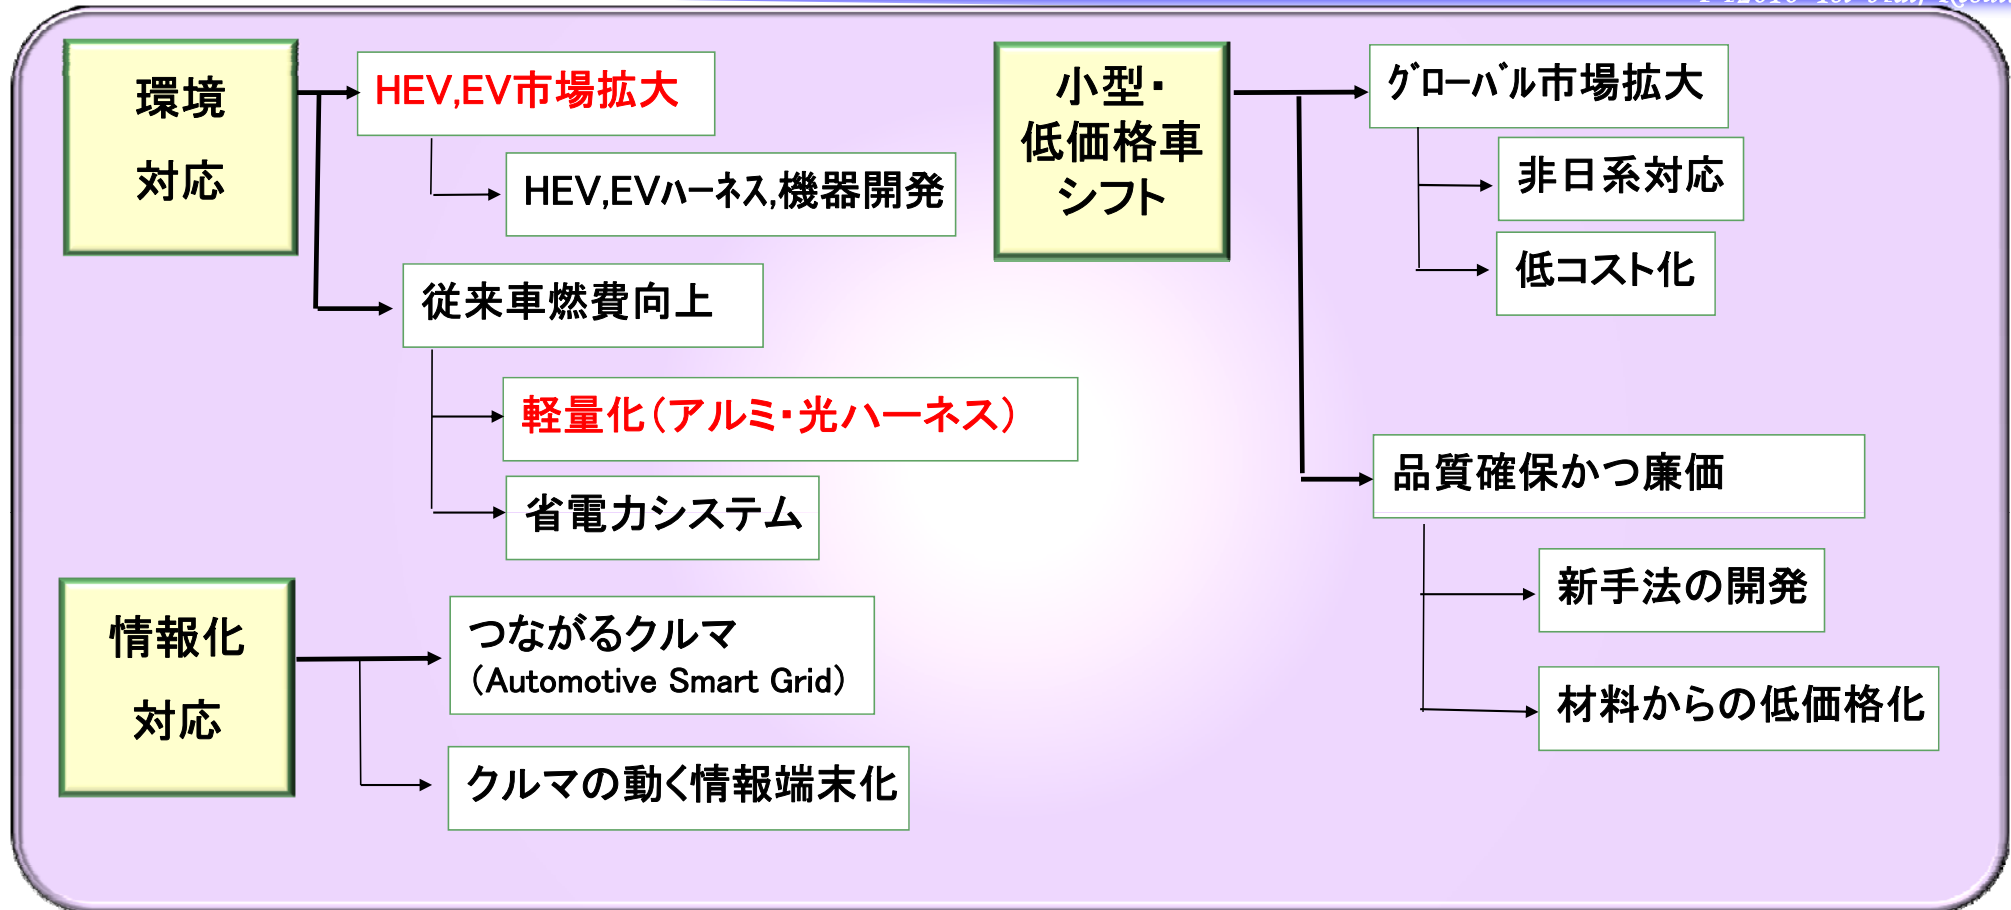 環境
対応
HEV,EV市場拡大
HEV,EVハーネス,機器開発
従来車燃費向上
軽量化（アルミ・光ハーネス）
省電力システム
情報化
対応
つながるクルマ
（Automotive Smart Grid）
クルマの動く情報端末化
小型・
低価格車
シフト
グローバル市場拡大
非日系対応
低コスト化
品質確保かつ廉価
新手法の開発
材料からの低価格化